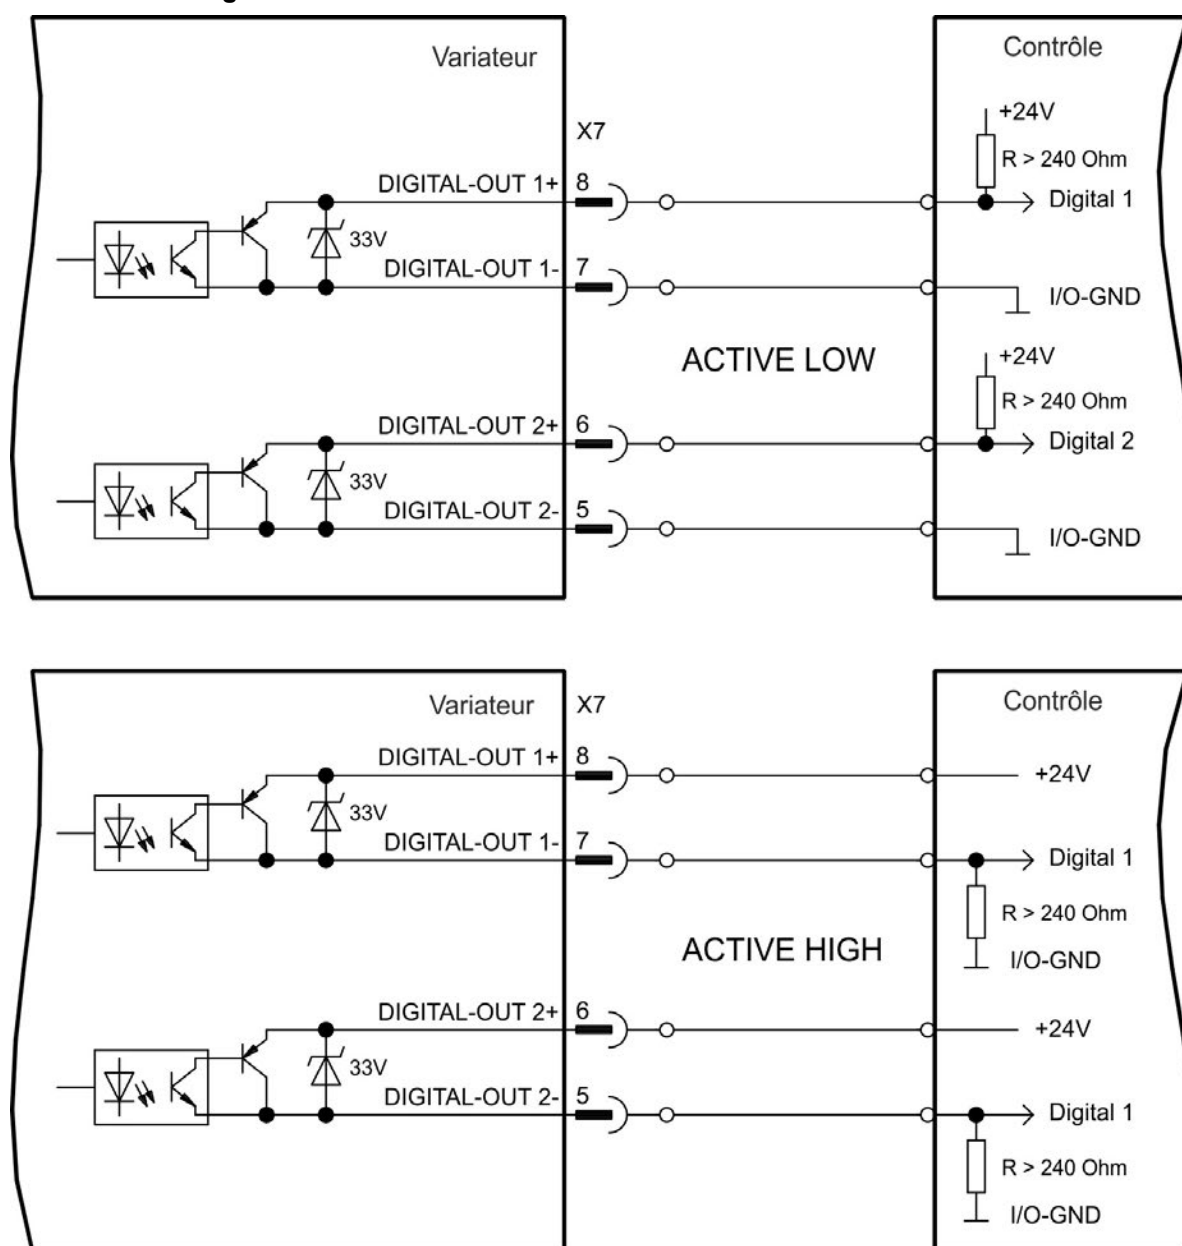 Variateur
Contrôle
X7
+24V
R > 240 Ohm
DIGITAL-OUT 1+
8
Digital 1
33V
DIGITAL-OUT 1-
7
I/O-GND
ACTIVE LOW
+24V
R > 240 Ohm
DIGITAL-OUT 2+
6
Digital 2
33V
DIGITAL-OUT 2-
5
I/O-GND
Variateur
X7
Contrôle
DIGITAL-OUT 1+
8
+24V
33V
DIGITAL-OUT 1-
7
Digital 1
R > 240 Ohm
ACTIVE HIGH
I/O-GND
DIGITAL-OUT 2+
6
+24V
33V
DIGITAL-OUT 2-
5
Digital 1
R > 240 Ohm
I/O-GND